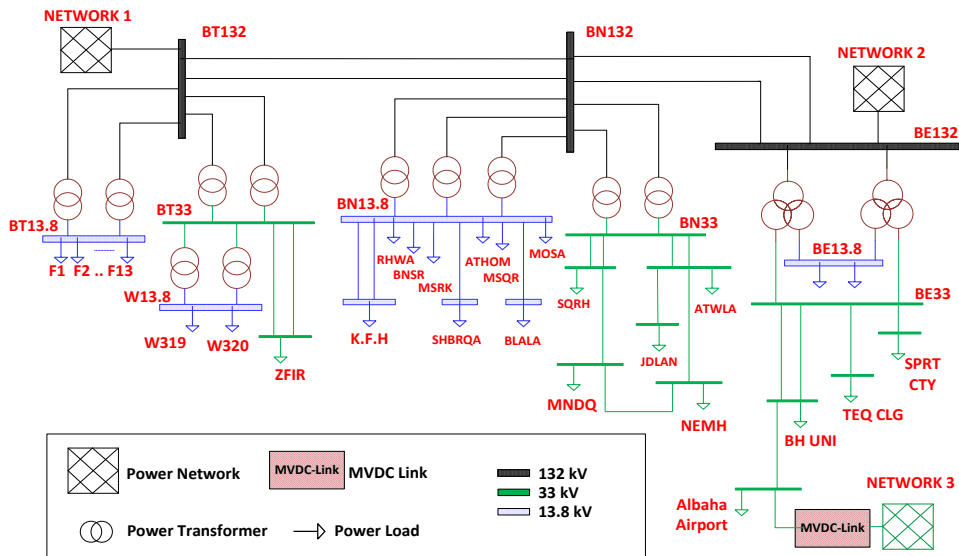 NETWORK 1
BT132
BN132
NETWORK 2
BE132
BT13.8
BT33
BN13.8
BN33
F1 F2 .. F13
RHWA
BNSR
MSRK
ATHOM
MSQR
MOSA
BE13.8
W13.8
SQRH
ATWLA
BE33
W319
W320
K.F.H
SHBRQA
BLALA
JDLAN
ZFIR
SPRT
CTY
MNDQ
NEMH
TEQ CLG
BH UNI
Power Network
MVDC-Link
MVDC Link
132 kV
33 kV
13.8 kV
Power Transformer
Power Load
Albaha
Airport
NETWORK 3
MVDC-Link